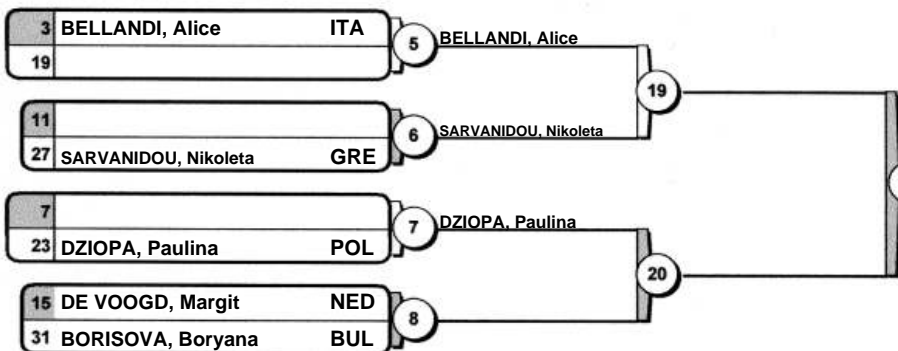 3 BELLANDI, Alice ITA
19
5 BELLANDI, Alice
11
27 SARVANIDOU, Nikoleta GRE
6 SARVANIDOU, Nikoleta
19
7
23 DZIOPA, Paulina POL
7 DZIOPA, Paulina
15 DE VOOGD, Margit NED
31 BORISOVA, Boryana BUL
8
20